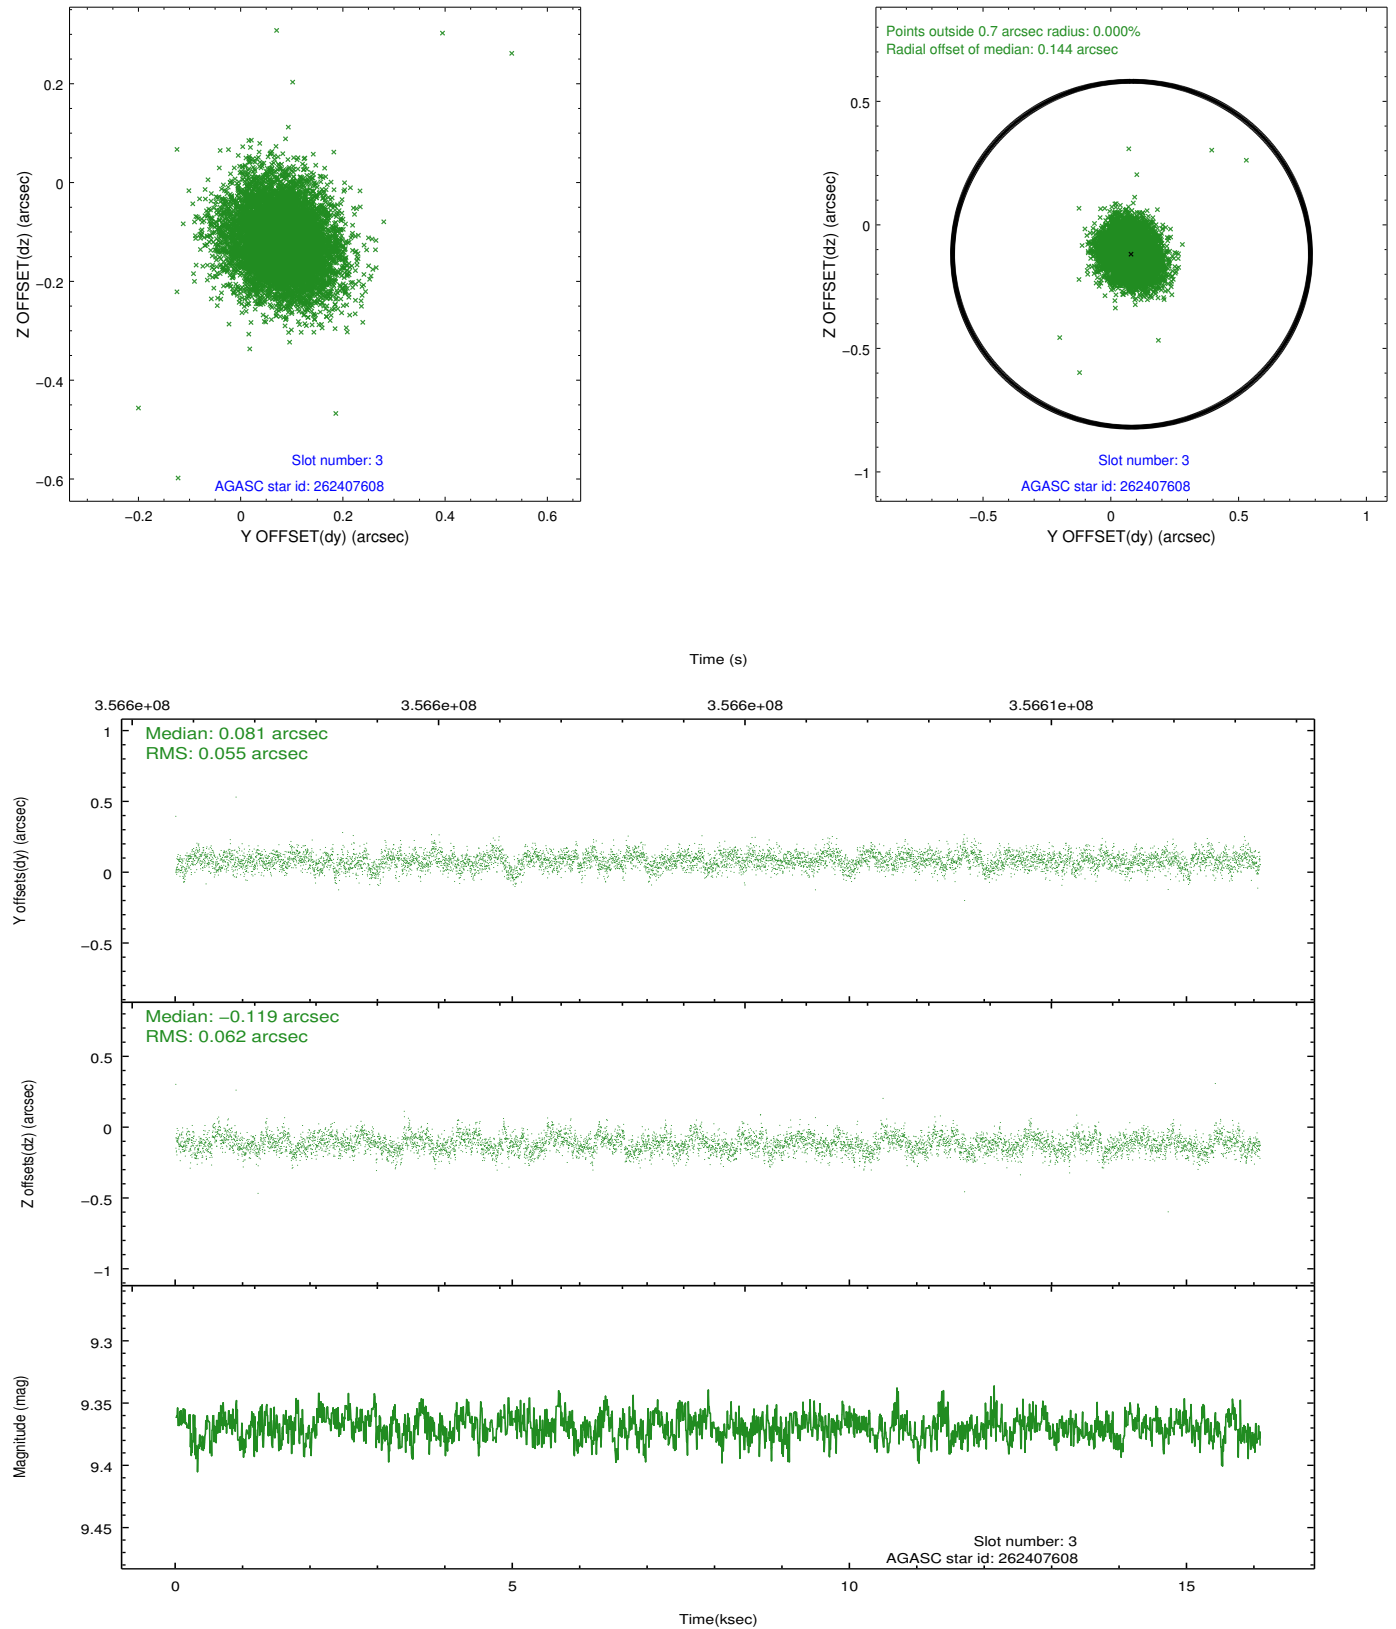 0.2
0
−0.2
−0.4
−0.6
Z OFFSET(dz) (arcsec)
Slot number: 3
AGASC star id: 262407608
−0.2 0 0.2 0.4 0.6
Y OFFSET(dy) (arcsec)
Points outside 0.7 arcsec radius: 0.000%
Radial offset of median: 0.144 arcsec
0.5
0
−0.5
−1
Z OFFSET(dz) (arcsec)
Slot number: 3
AGASC star id: 262407608
−0.5 0 0.5 1
Y OFFSET(dy) (arcsec)
Time (s)
3.566e+08 3.566e+08 3.566e+08 3.5661e+08
Median: 0.081 arcsec
RMS: 0.055 arcsec
1
0.5
0
−0.5
Y offsets(dy) (arcsec)
Median: −0.119 arcsec
RMS: 0.062 arcsec
0.5
0
−0.5
−1
Z offsets(dz) (arcsec)
9.3
9.35
9.4
9.45
Magnitude (mag)
Slot number: 3
AGASC star id: 262407608
0 5 10 15
Time(ksec)